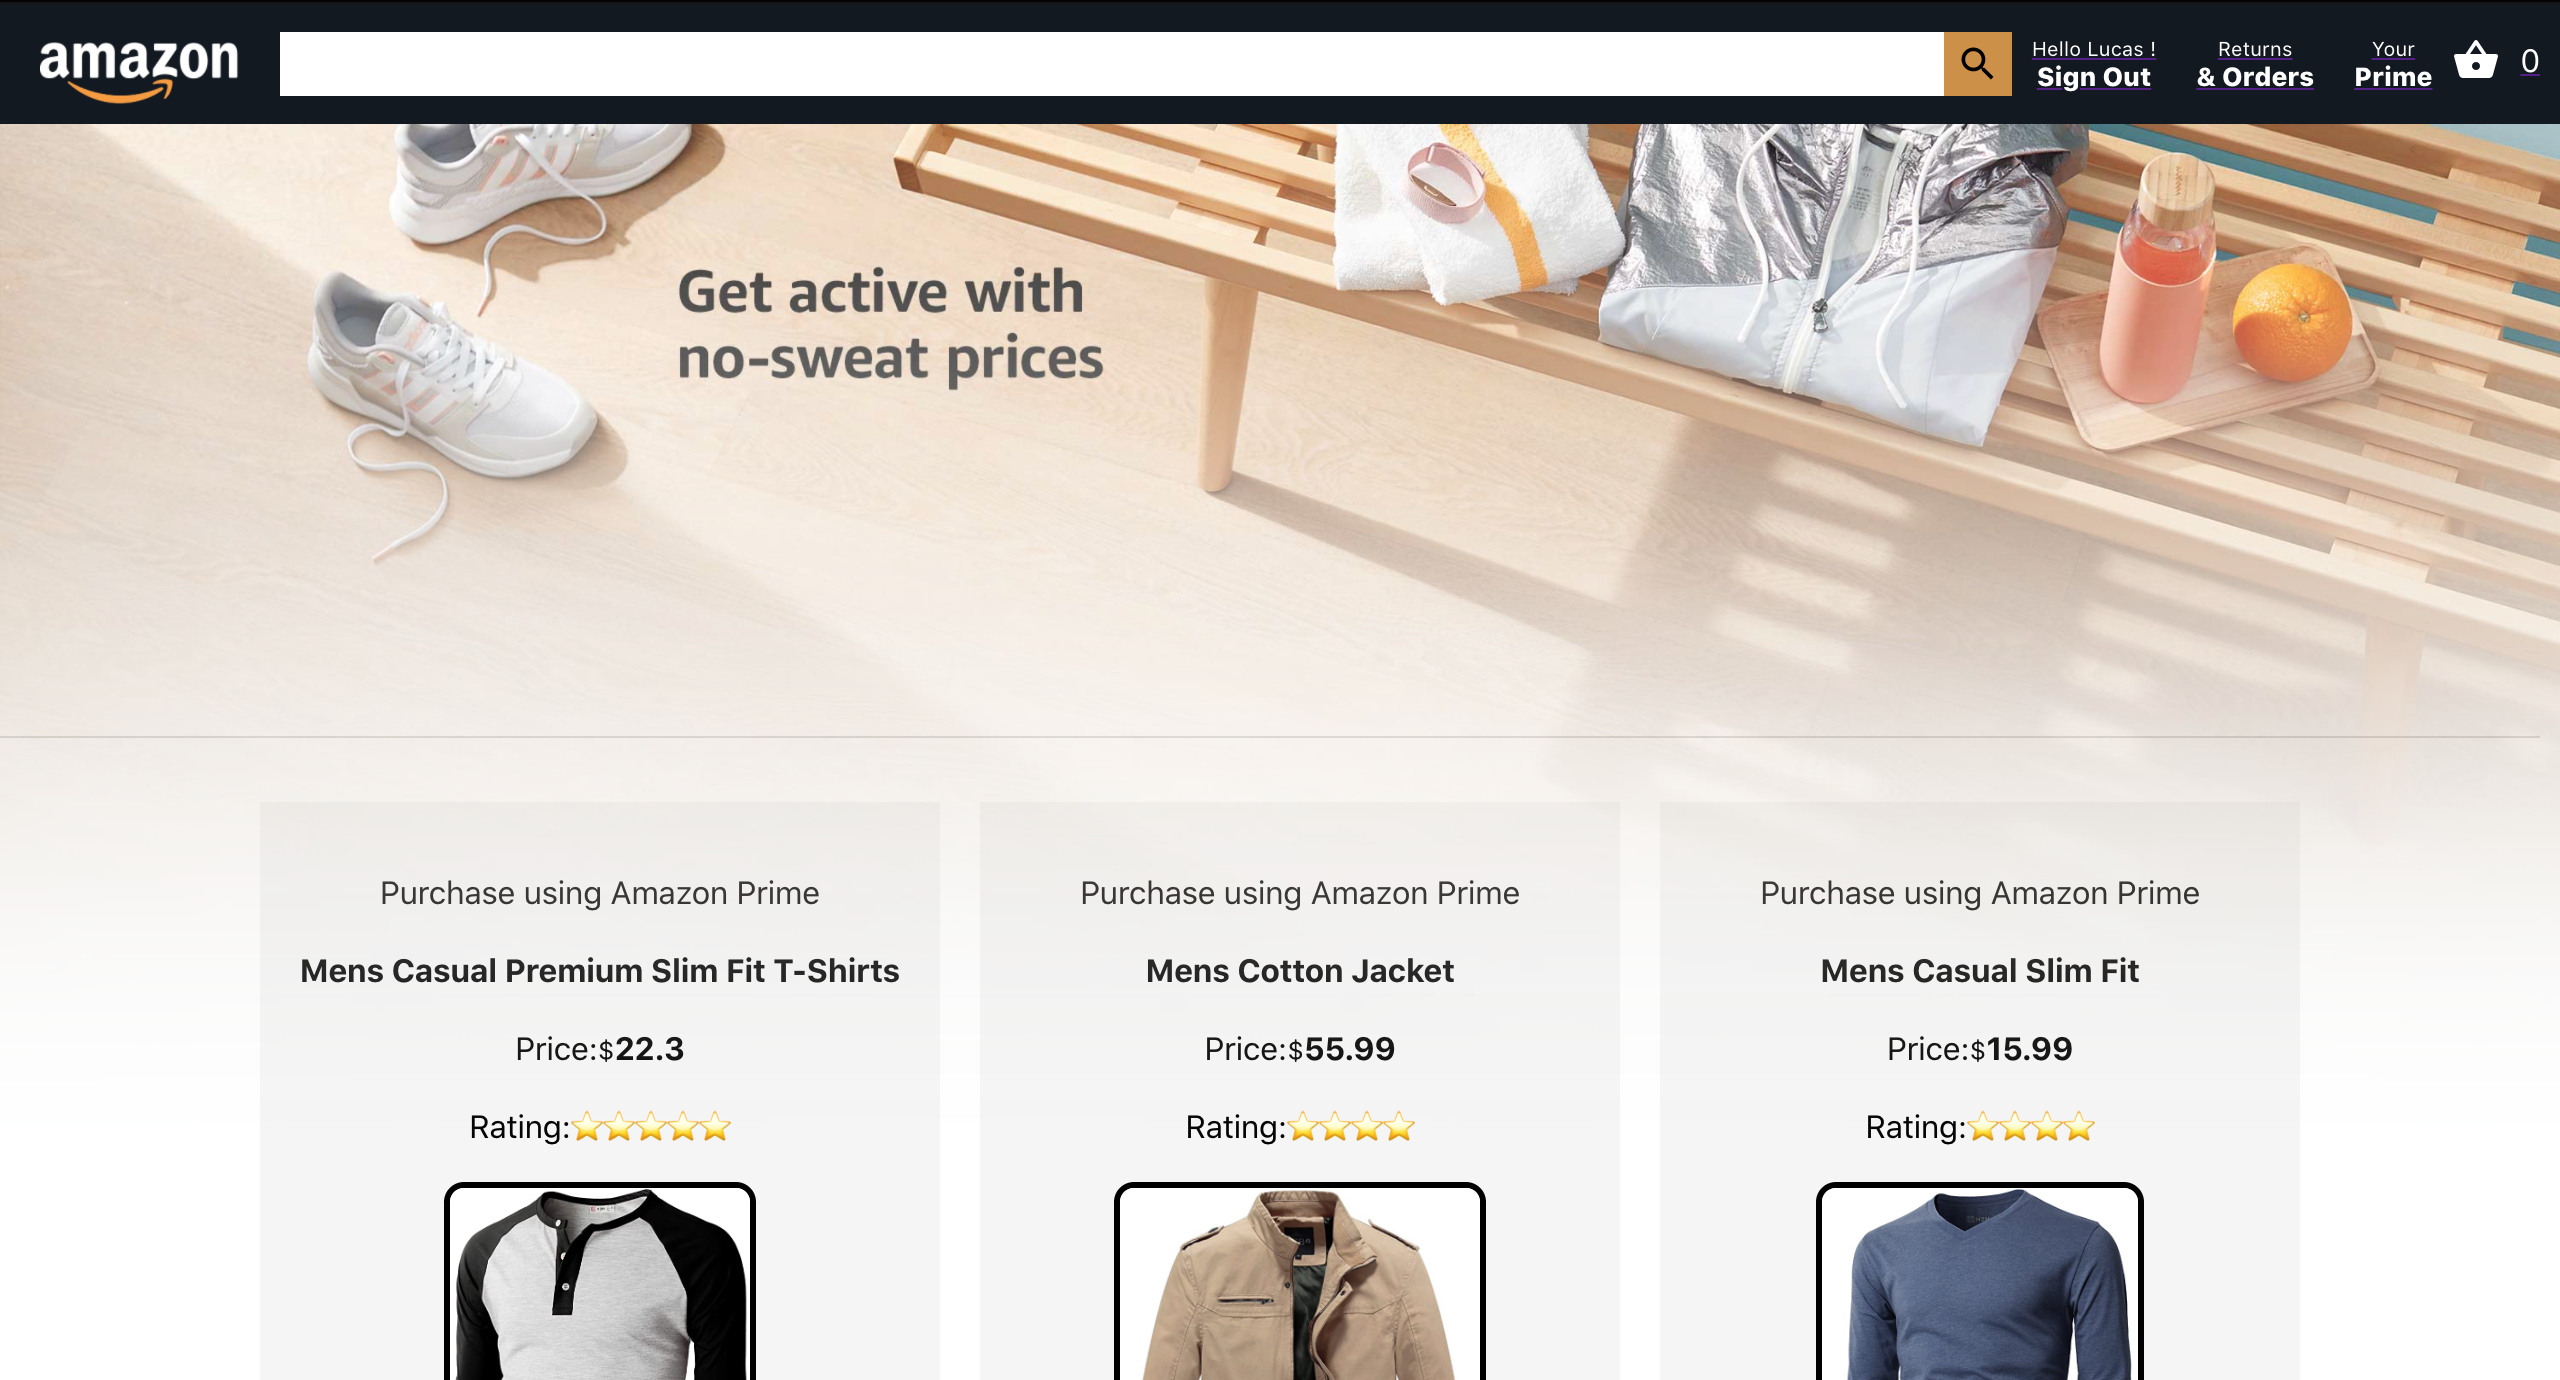 amazon
Hello Lucas !
Sign Out
Returns
& Orders
Your
Prime
0
Get active with
no-sweat prices
Purchase using Amazon Prime
Mens Casual Premium Slim Fit T-Shirts
Price:$22.3
Rating:⭐⭐⭐⭐⭐
Purchase using Amazon Prime
Mens Cotton Jacket
Price:$55.99
Rating:⭐⭐⭐⭐
Purchase using Amazon Prime
Mens Casual Slim Fit
Price:$15.99
Rating:⭐⭐⭐⭐